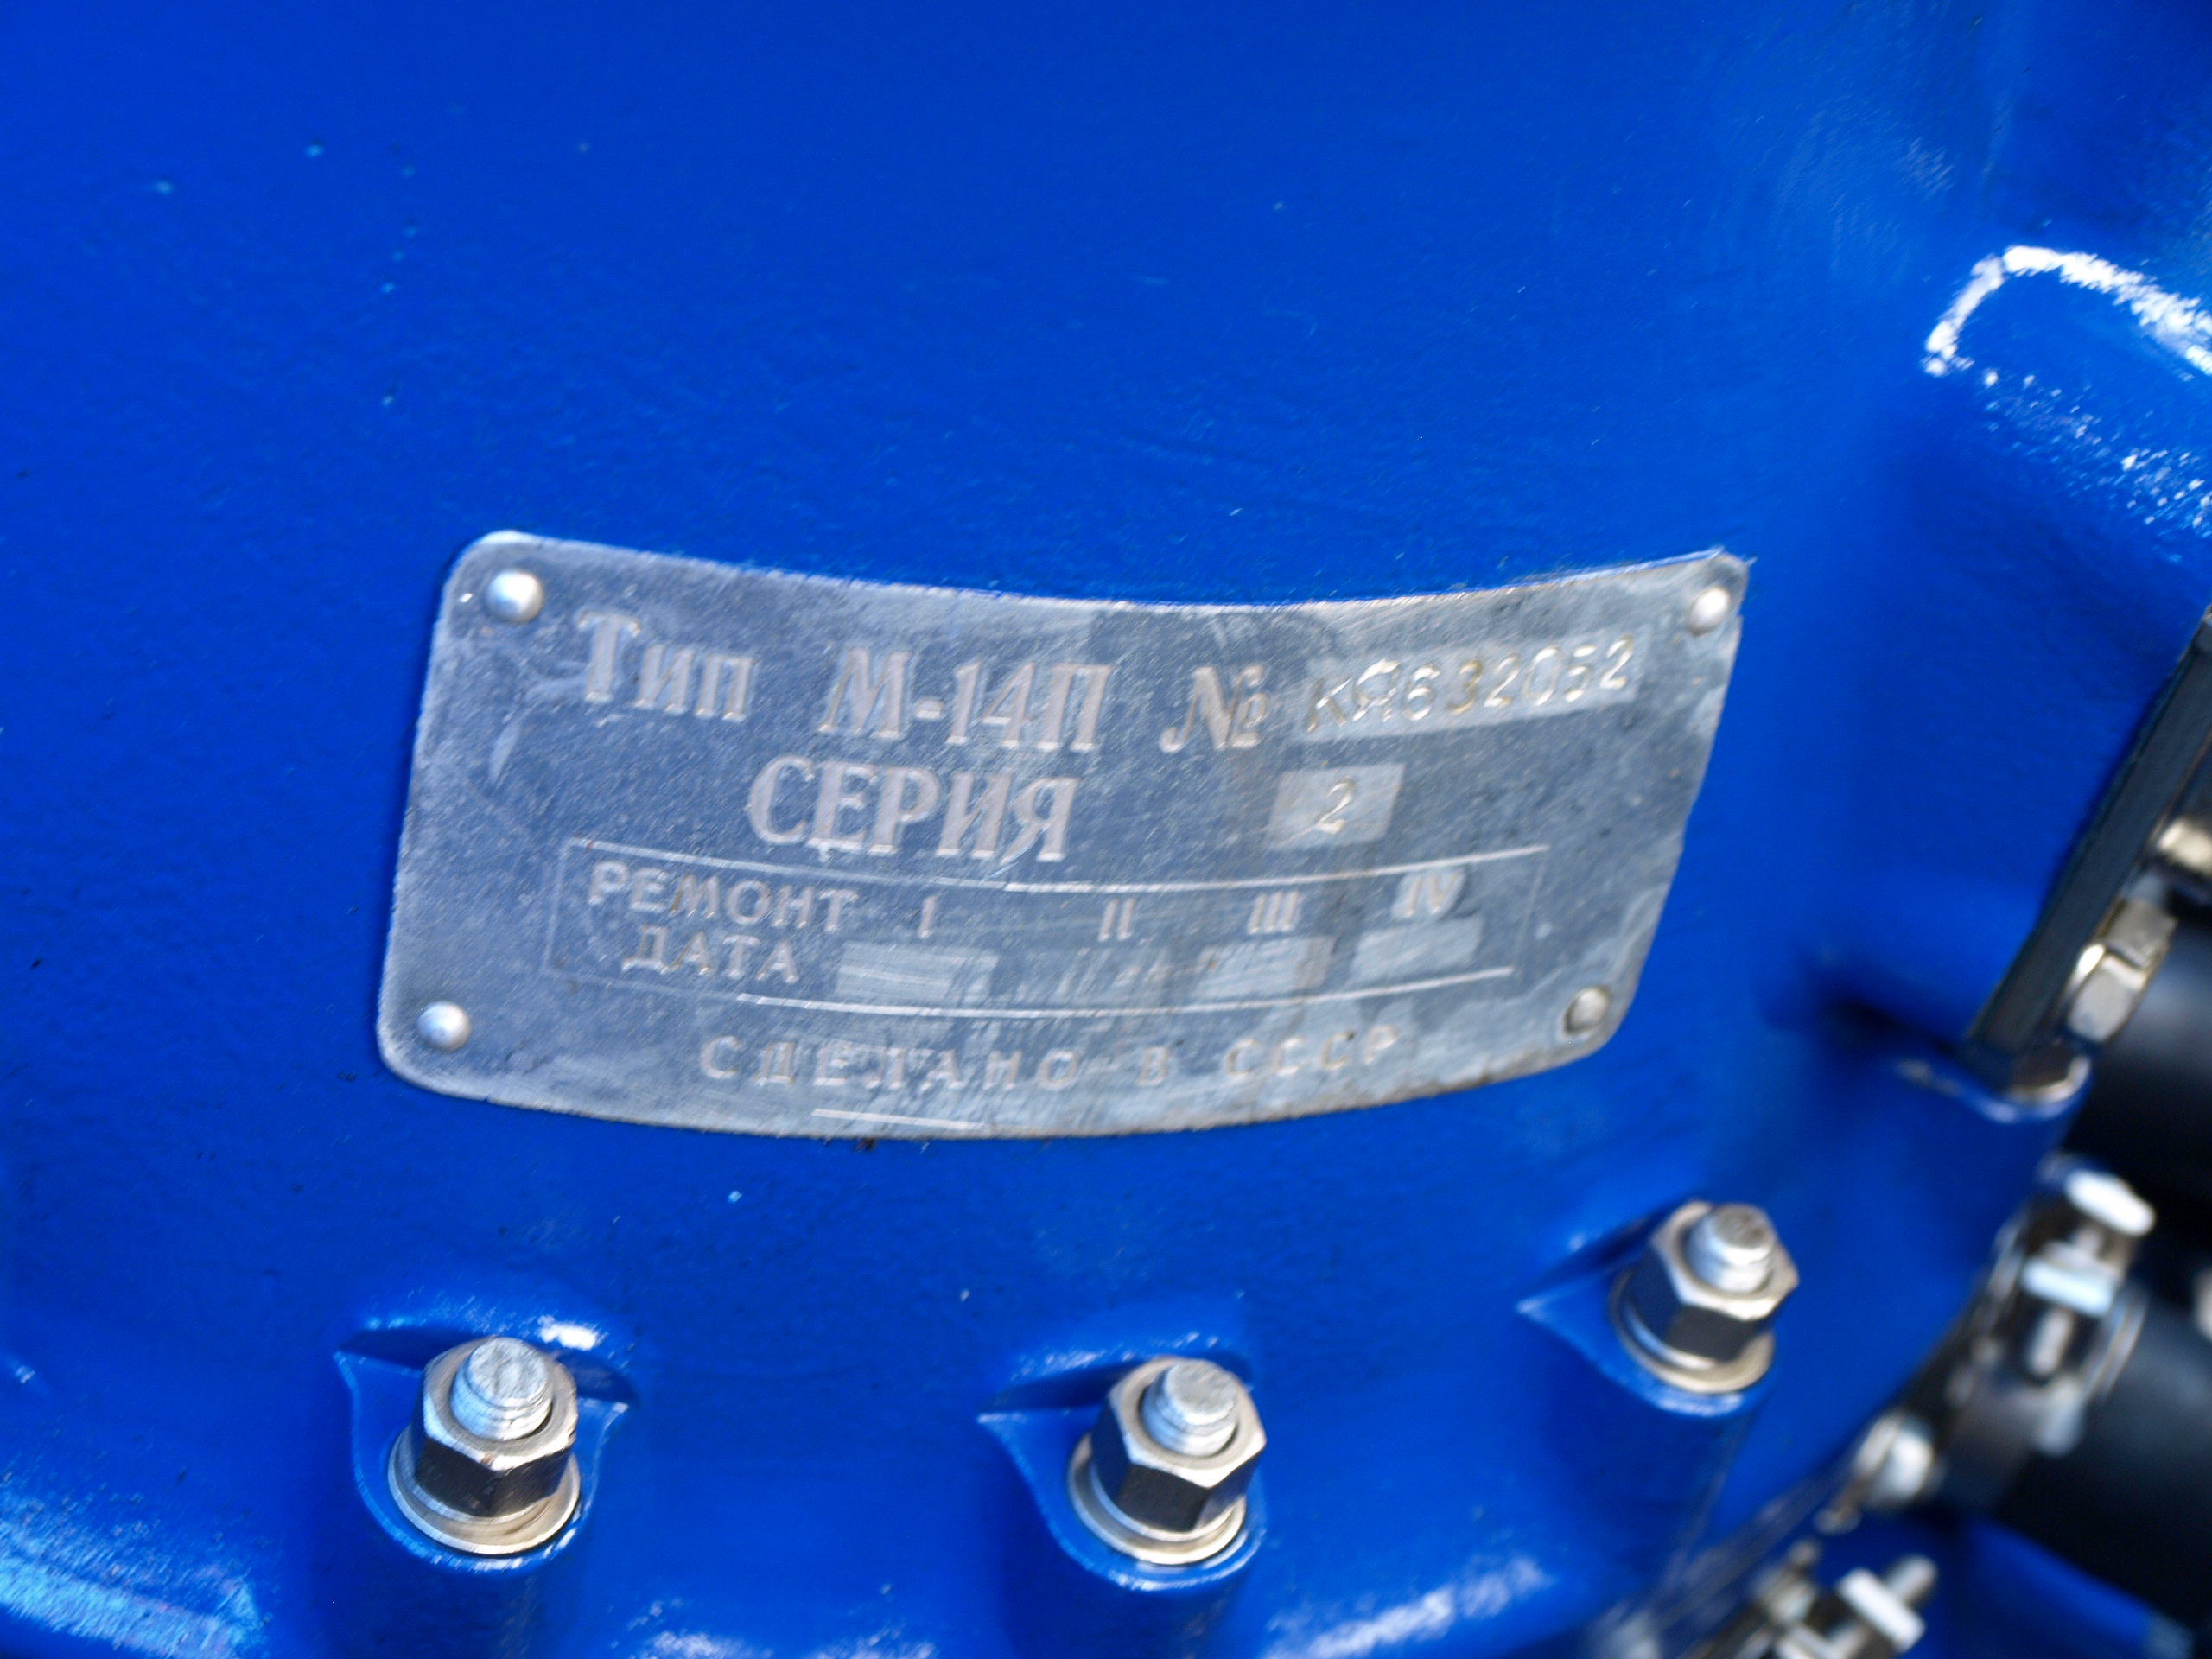 Тип М-14П № КЯ632052
СЕРИЯ 2
РЕМОНТ I II III IV
ДАТА
СДЕЛАНО В СССР